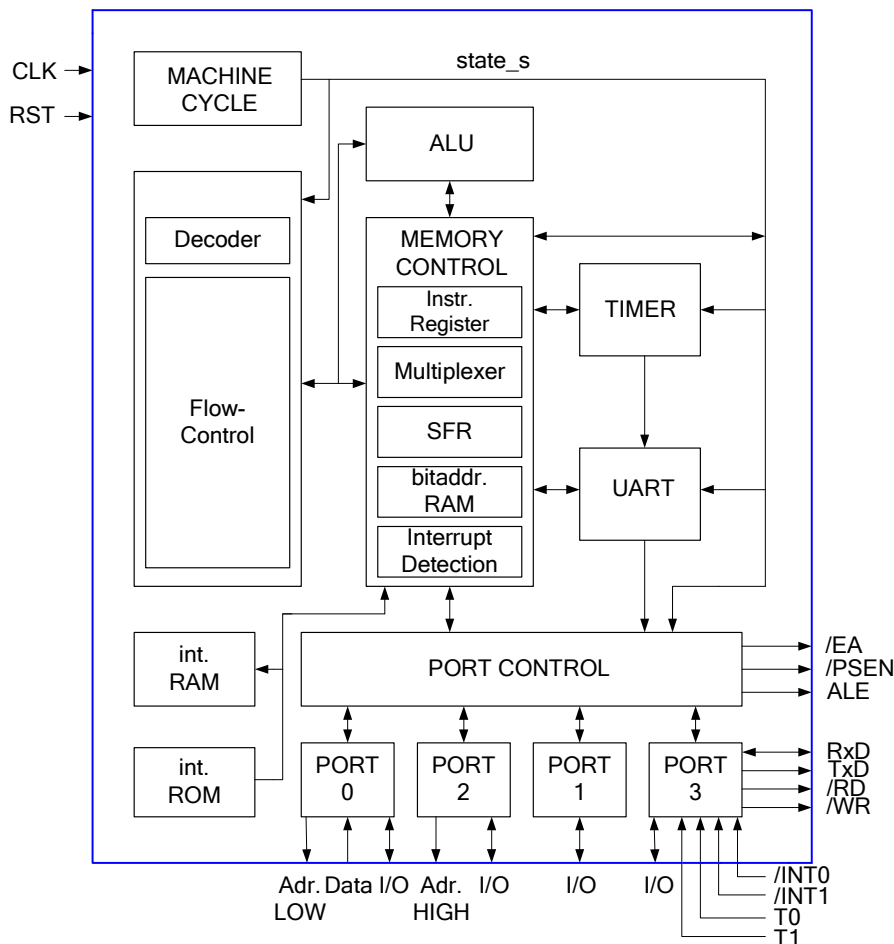 CLK
RST
MACHINE
CYCLE
state_s
ALU
Decoder
Flow-
Control
MEMORY
CONTROL
Instr.
Register
Multiplexer
SFR
bitaddr.
RAM
Interrupt
Detection
TIMER
UART
int.
RAM
int.
ROM
PORT CONTROL
/EA
/PSEN
ALE
PORT
0
PORT
2
PORT
1
PORT
3
RxD
TxD
/RD
/WR
Adr.
LOW
Data
I/O
Adr.
HIGH
I/O
I/O
I/O
/INT0
/INT1
T0
T1